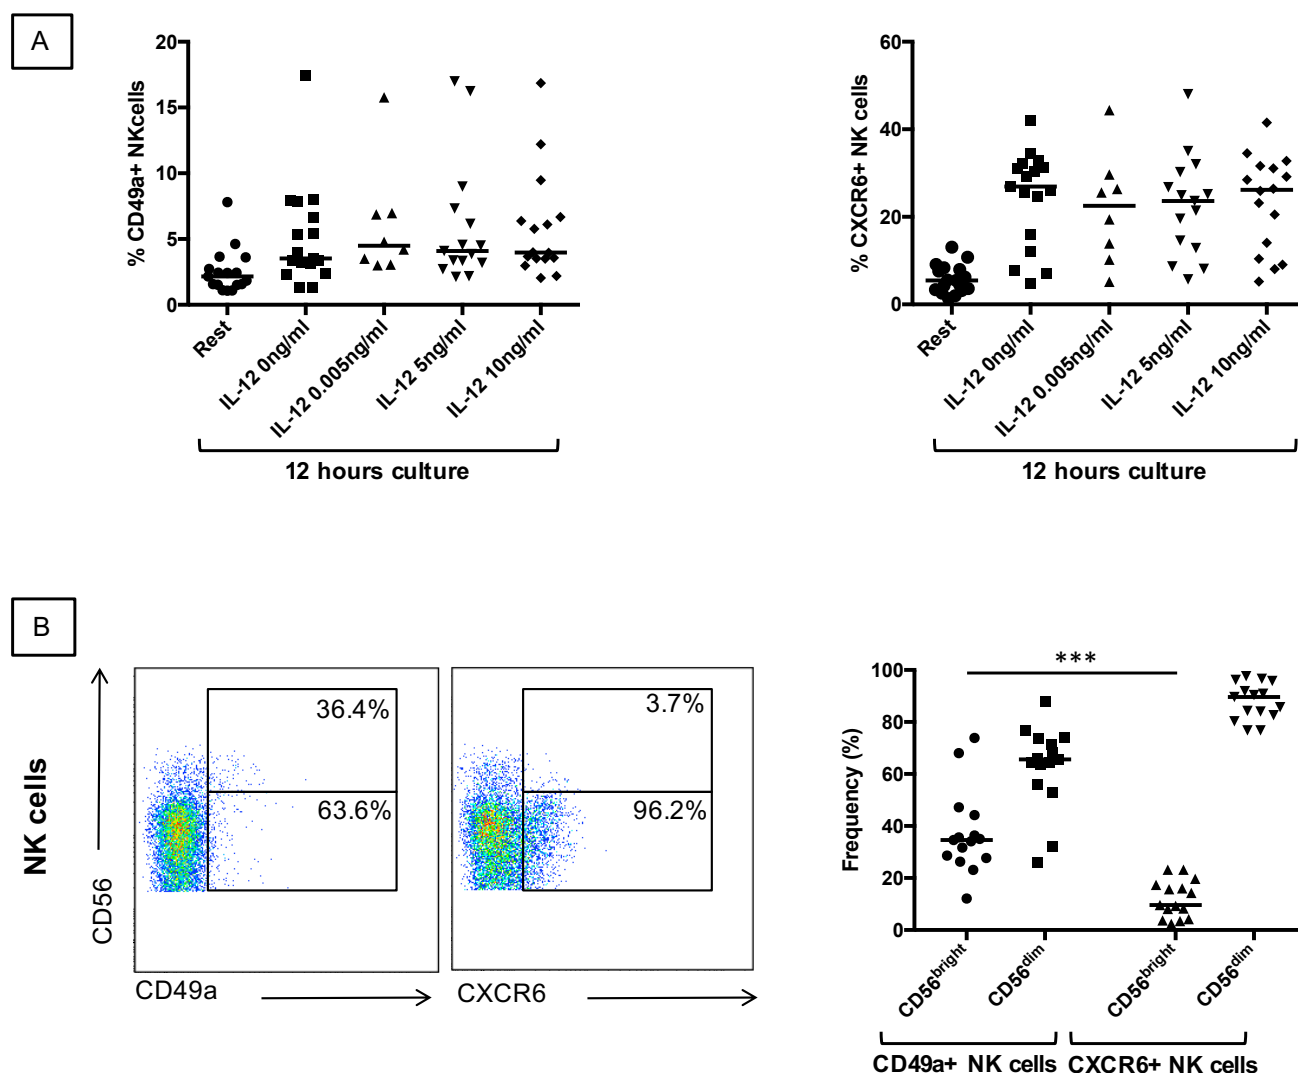 A
% CD49a+ NKcells
20
15
10
5
0
Rest
IL-12 0ng/ml
IL-12 0.005ng/ml
IL-12 5ng/ml
IL-12 10ng/ml
12 hours culture
% CXCR6+ NK cells
60
40
20
0
Rest
IL-12 0ng/ml
IL-12 0.005ng/ml
IL-12 5ng/ml
IL-12 10ng/ml
12 hours culture
B
NK cells
CD56
36.4%
63.6%
CD49a
3.7%
96.2%
CXCR6
Frequency (%)
100
80
60
40
20
0
***
CD56bright
CD56dim
CD56bright
CD56dim
CD49a+ NK cells
CXCR6+ NK cells